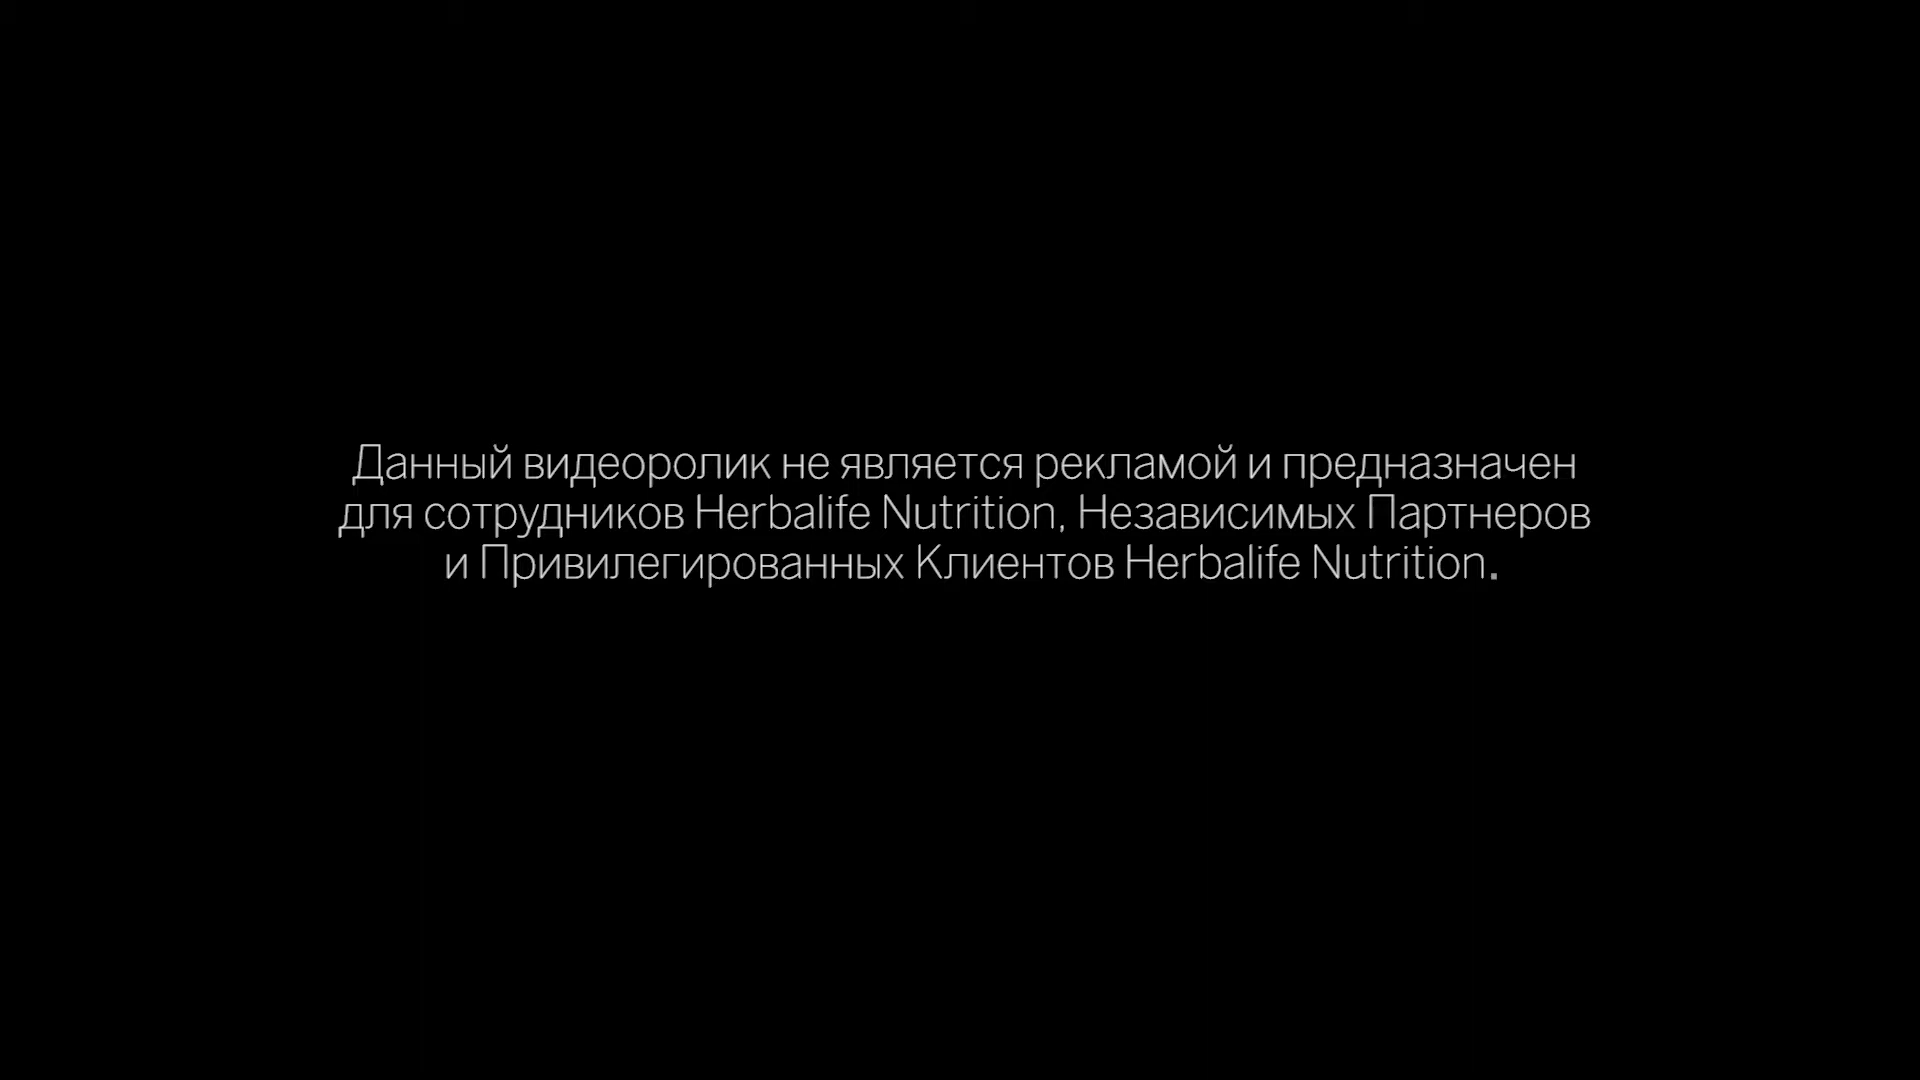 Данный видеоролик не является рекламой и предназначен
для сотрудников Herbalife Nutrition, Независимых Партнеров
и Привилегированных Клиентов Herbalife Nutrition.